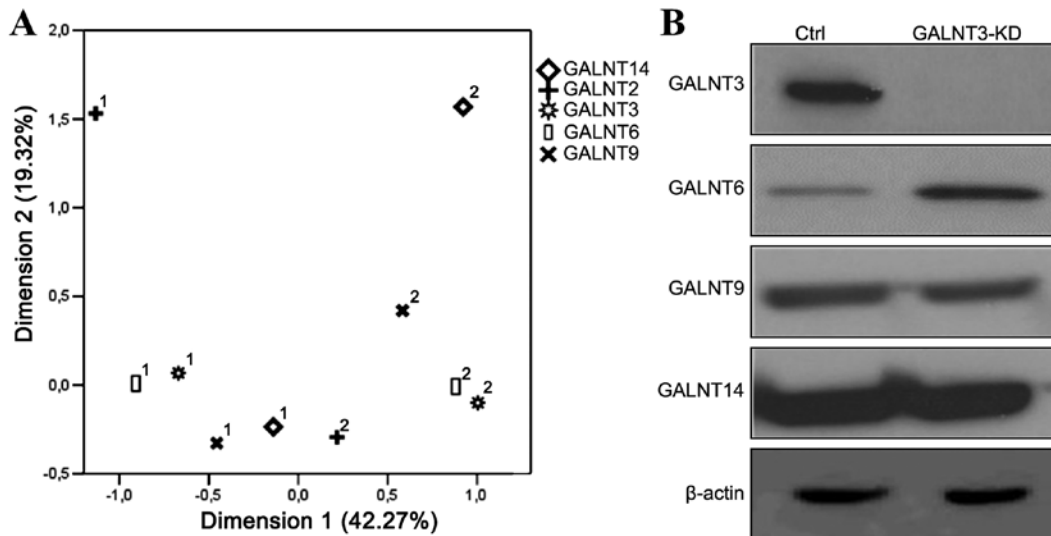 A
2,0
1,5
1,0
0,5
0,0
-0,5
Dimension 2 (19.32%)
-1,0 -0,5 0,0 0,5 1,0
Dimension 1 (42.27%)
1
2
2
1
1
2
2
1
1
2
GALNT14
GALNT2
GALNT3
GALNT6
GALNT9
B
Ctrl GALNT3-KD
GALNT3
GALNT6
GALNT9
GALNT14
β-actin